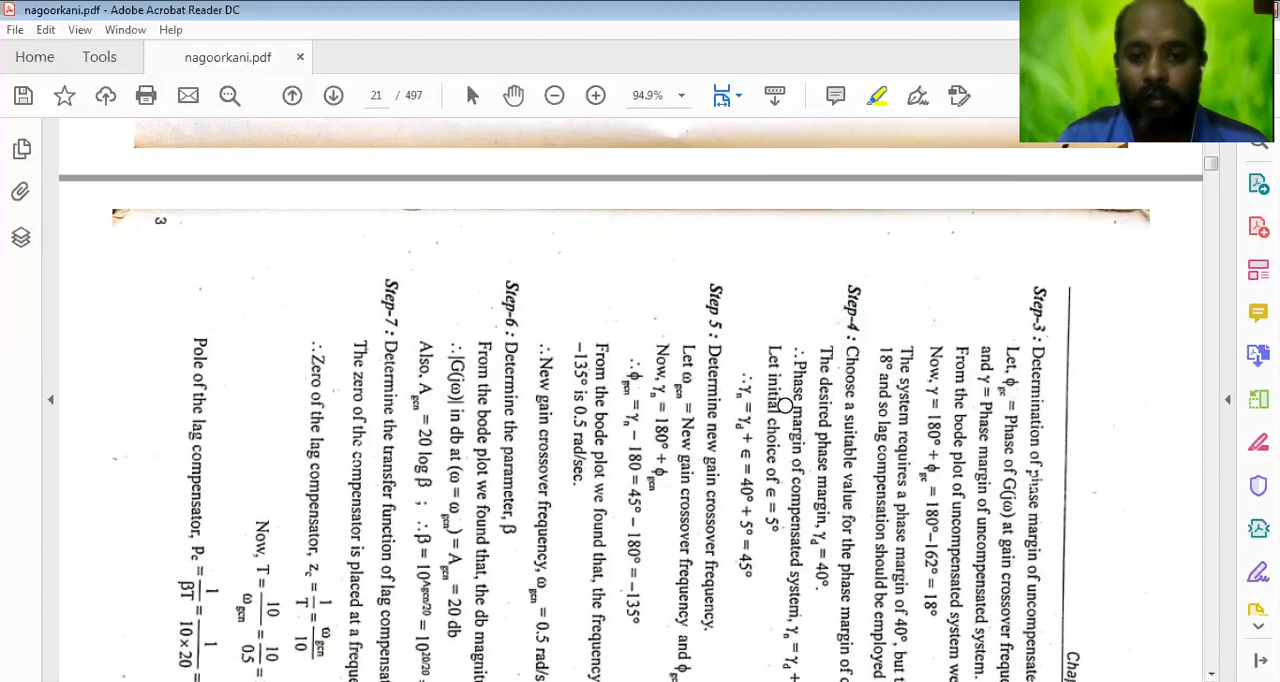 nagoorkani.pdf - Adobe Acrobat Reader DC
File Edit View Window Help
Home Tools nagoorkani.pdf ×
21 / 497 94.9%
3
Step-3 : Determination of phase margin of uncompensate
Let, ϕgc = Phase of G(jω) at gain crossover freque
and γ = Phase margin of uncompensated system.
From the bode plot of uncompensated system we
Now, γ = 180° + ϕgc = 180°–162° = 18°
The system requires a phase margin of 40°, but t
18° and so lag compensation should be employed
Step-4 : Choose a suitable value for the phase margin of c
The desired phase margin, γd = 40°.
∴ Phase margin of compensated system, γn = γd +
Let initial choice of ∈ = 5°
∴ γn = γd + ∈ = 40° + 5° = 45°
Step 5 : Determine new gain crossover frequency.
Let ωgcn = New gain crossover frequency and ϕ
Now, γn = 180° + ϕgcn
∴ ϕgcn = γn – 180 = 45° – 180° = –135°
From the bode plot we found that, the frequency
–135° is 0.5 rad/sec.
∴ New gain crossover frequency, ωgcn = 0.5 rad/s
Step-6 : Determine the parameter, β
From the bode plot we found that, the db magnitu
∴ |G(jω)| in db at (ω = ωgcn) = Agcn = 20 db
Also, Agcn = 20 log β ; ∴ β = 10^Agcn/20 = 10^20/20 =
Step-7 : Determine the transfer function of lag compensat
The zero of the compensator is placed at a freque
∴ Zero of the lag compensator, zc = 1/T = ωgcn/10
Now, T = 10/ωgcn = 10/0.5 =
Pole of the lag compensator, Pc = 1/βT = 1/10×20 =